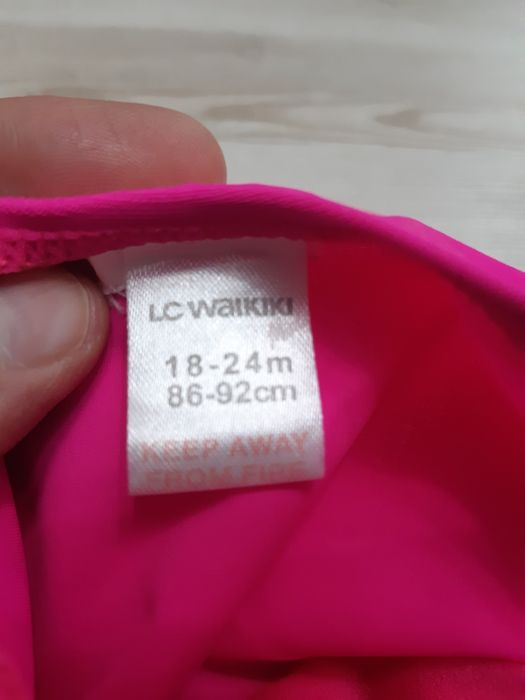 LC WAIKIKI
18-24m
86-92cm
KEEP AWAY
FROM FIRE